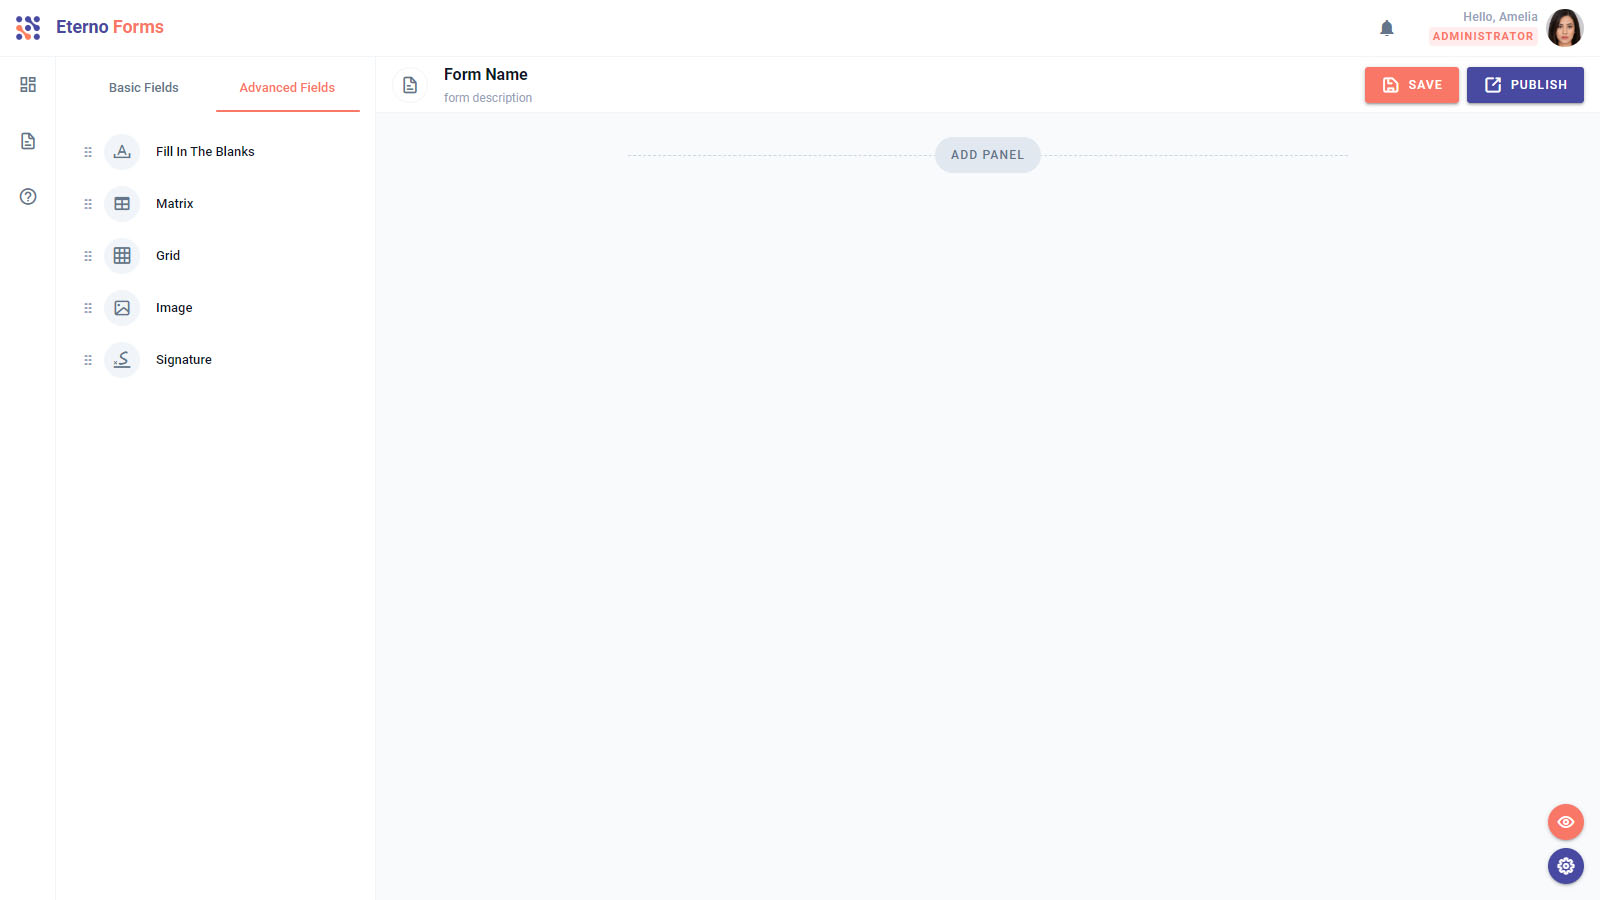 Eterno Forms
Hello, Amelia
ADMINISTRATOR
Basic Fields
Advanced Fields
Form Name
form description
SAVE
PUBLISH
ADD PANEL
Fill In The Blanks
Matrix
Grid
Image
Signature